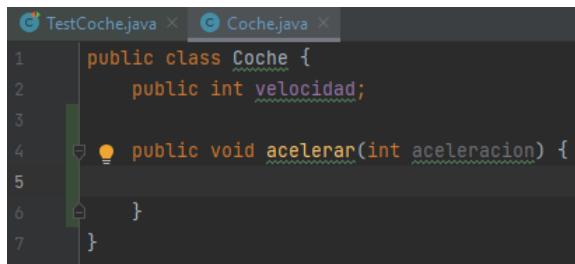 TestCoche.java × Coche.java ×
1 public class Coche {
2 public int velocidad;
3
4 public void acelerar(int aceleracion) {
5
6 }
7 }